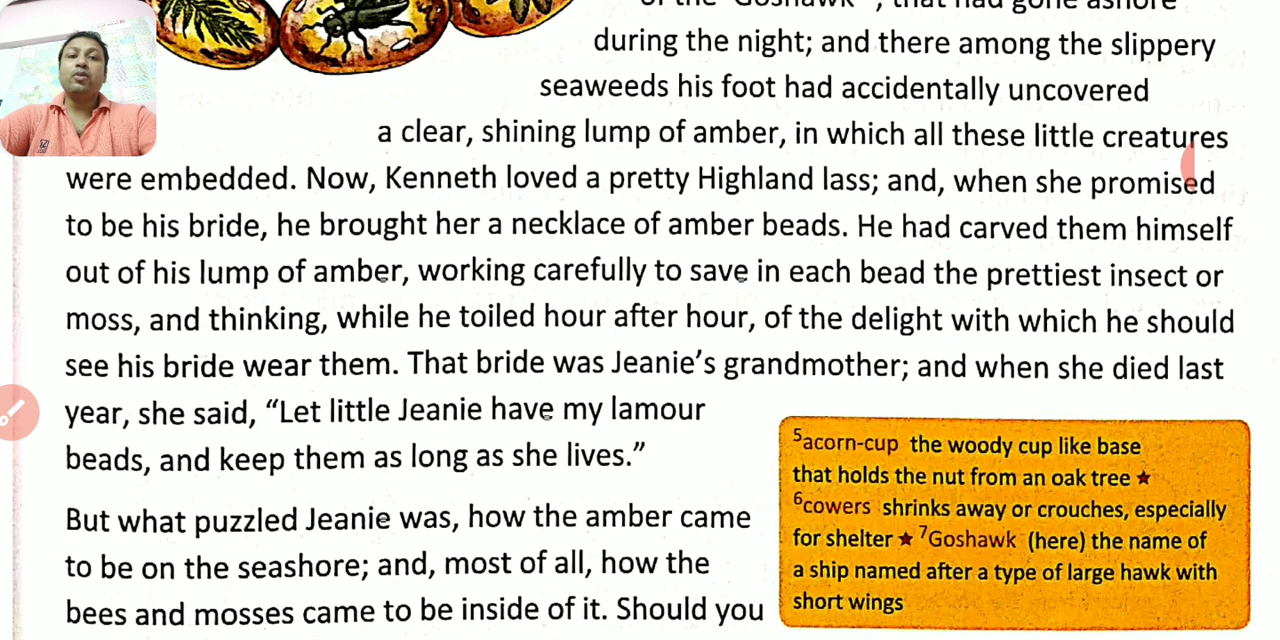 of the "Goshawk"⁷, that had gone ashore
during the night; and there among the slippery
seaweeds his foot had accidentally uncovered
a clear, shining lump of amber, in which all these little creatures
were embedded. Now, Kenneth loved a pretty Highland lass; and, when she promised
to be his bride, he brought her a necklace of amber beads. He had carved them himself
out of his lump of amber, working carefully to save in each bead the prettiest insect or
moss, and thinking, while he toiled hour after hour, of the delight with which he should
see his bride wear them. That bride was Jeanie's grandmother; and when she died last
year, she said, "Let little Jeanie have my lamour
beads, and keep them as long as she lives."
But what puzzled Jeanie was, how the amber came
to be on the seashore; and, most of all, how the
bees and mosses came to be inside of it. Should you
⁵acorn-cup the woody cup like base
that holds the nut from an oak tree ★
⁶cowers shrinks away or crouches, especially
for shelter ★ ⁷Goshawk (here) the name of
a ship named after a type of large hawk with
short wings